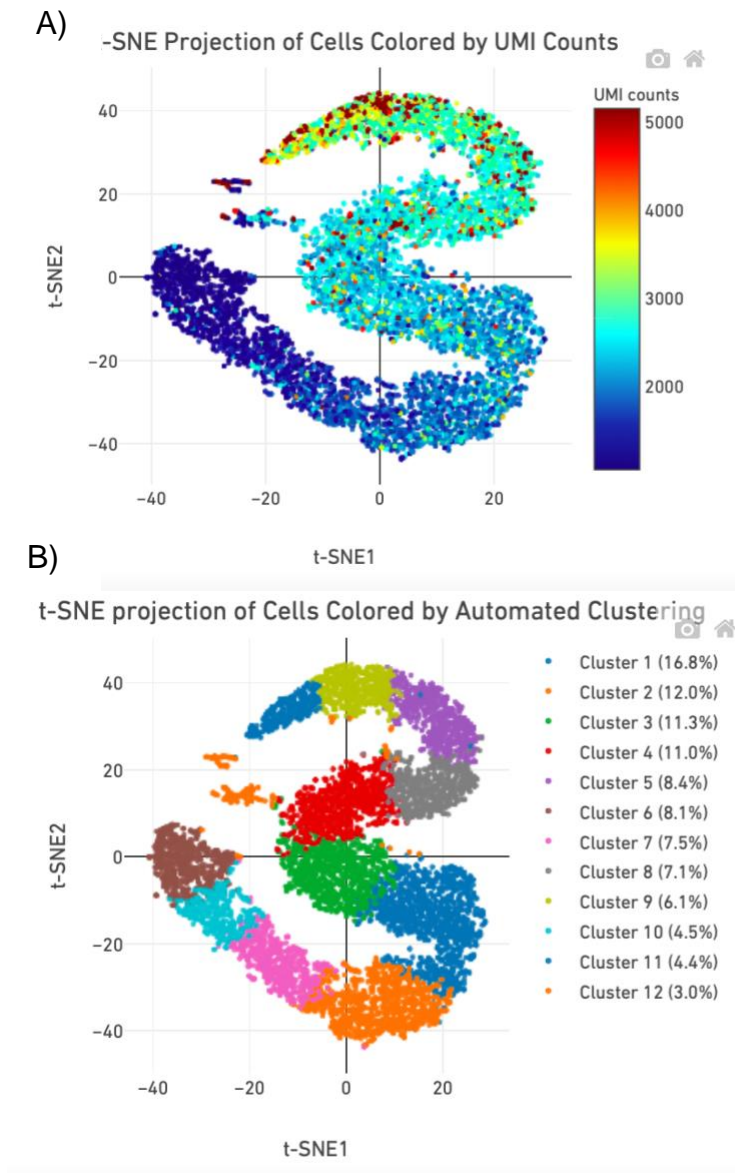 A)
-SNE Projection of Cells Colored by UMI Counts
UMI counts
5000
4000
3000
2000
40
20
0
−20
−40
t-SNE2
−40
−20
0
20
t-SNE1
B)
t-SNE projection of Cells Colored by Automated Clustering
Cluster 1 (16.8%)
Cluster 2 (12.0%)
Cluster 3 (11.3%)
Cluster 4 (11.0%)
Cluster 5 (8.4%)
Cluster 6 (8.1%)
Cluster 7 (7.5%)
Cluster 8 (7.1%)
Cluster 9 (6.1%)
Cluster 10 (4.5%)
Cluster 11 (4.4%)
Cluster 12 (3.0%)
40
20
0
−20
−40
t-SNE2
−40
−20
0
20
t-SNE1